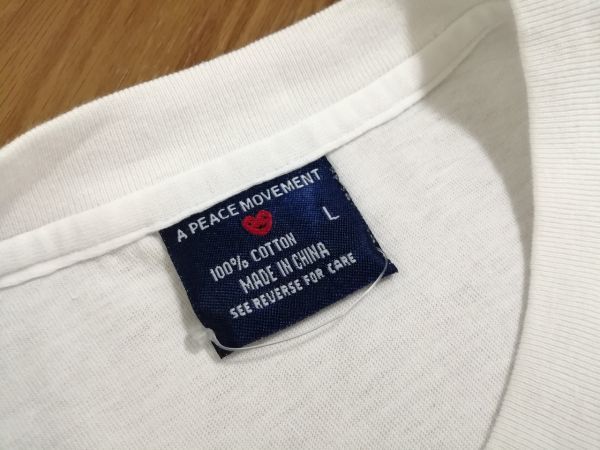 A PEACE MOVEMENT
L
100% COTTON
MADE IN CHINA
SEE REVERSE FOR CARE